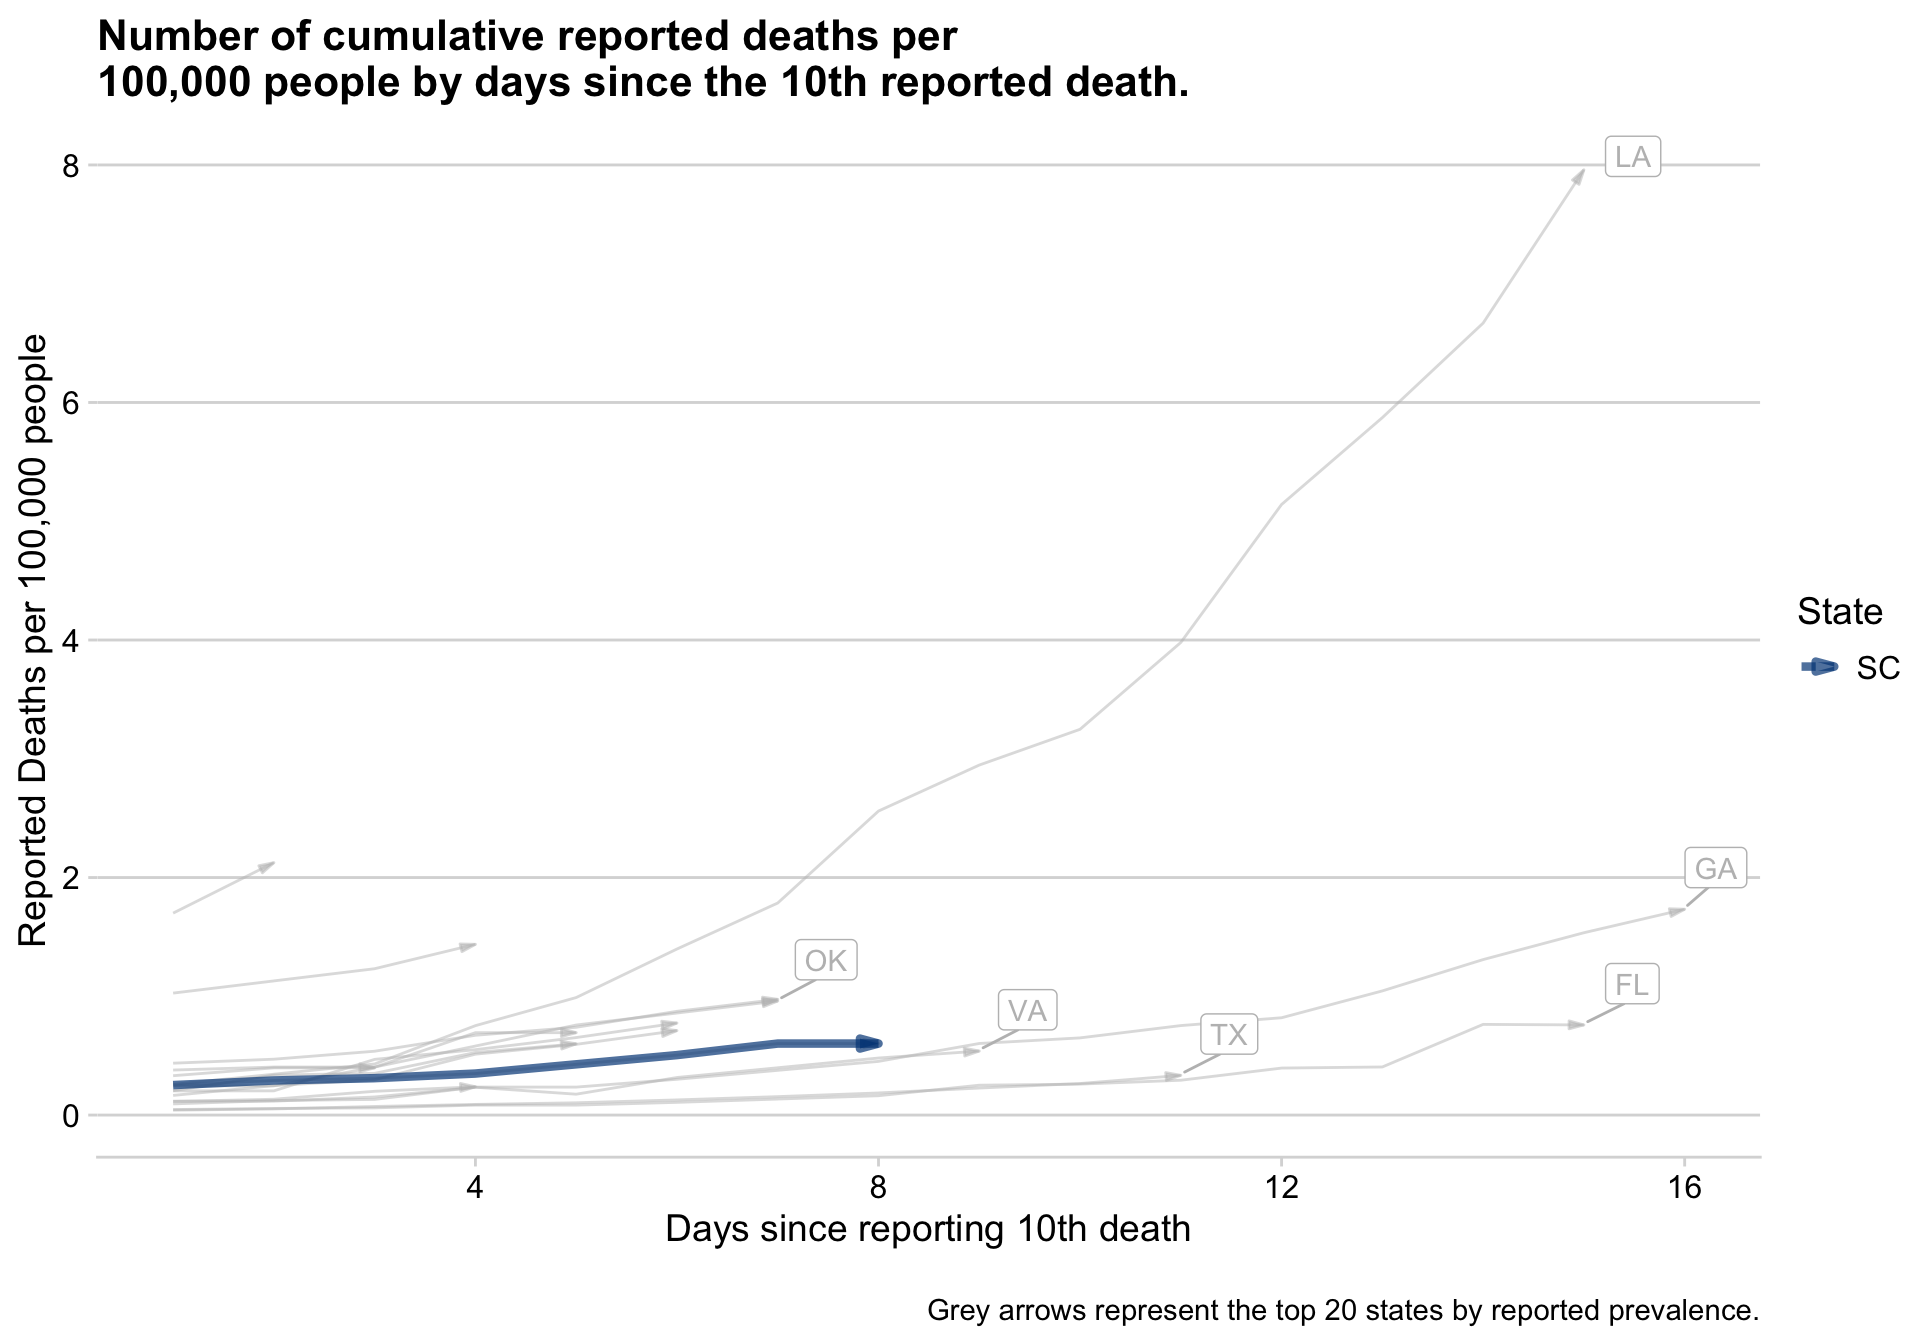 Number of cumulative reported deaths per
100,000 people by days since the 10th reported death.
Reported Deaths per 100,000 people
8
6
4
2
0
LA
GA
FL
OK
VA
TX
State
SC
4 8 12 16
Days since reporting 10th death
Grey arrows represent the top 20 states by reported prevalence.